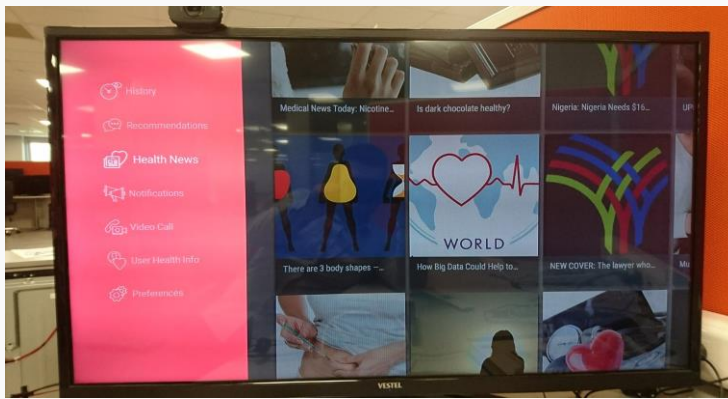 History
Recommendations
Health News
Notifications
Video Call
User Health Info
Preferences
Medical News Today: Nicotine...
Is dark chocolate healthy?
Nigeria: Nigeria Needs $16...
UP
There are 3 body shapes –...
WORLD
How Big Data Could Help to...
NEW COVER: The lawyer who...
Mu
VESTEL